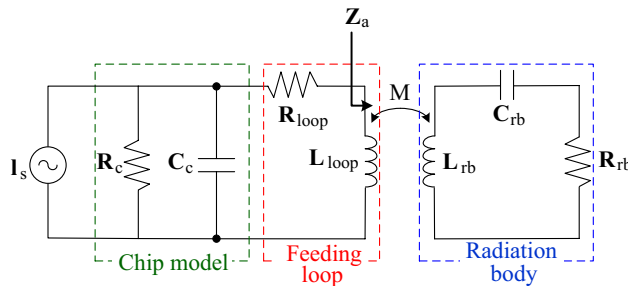 Z_a
M
R_loop
C_rb
I_s
R_c
C_c
L_loop
L_rb
R_rb
Chip model
Feeding
loop
Radiation
body